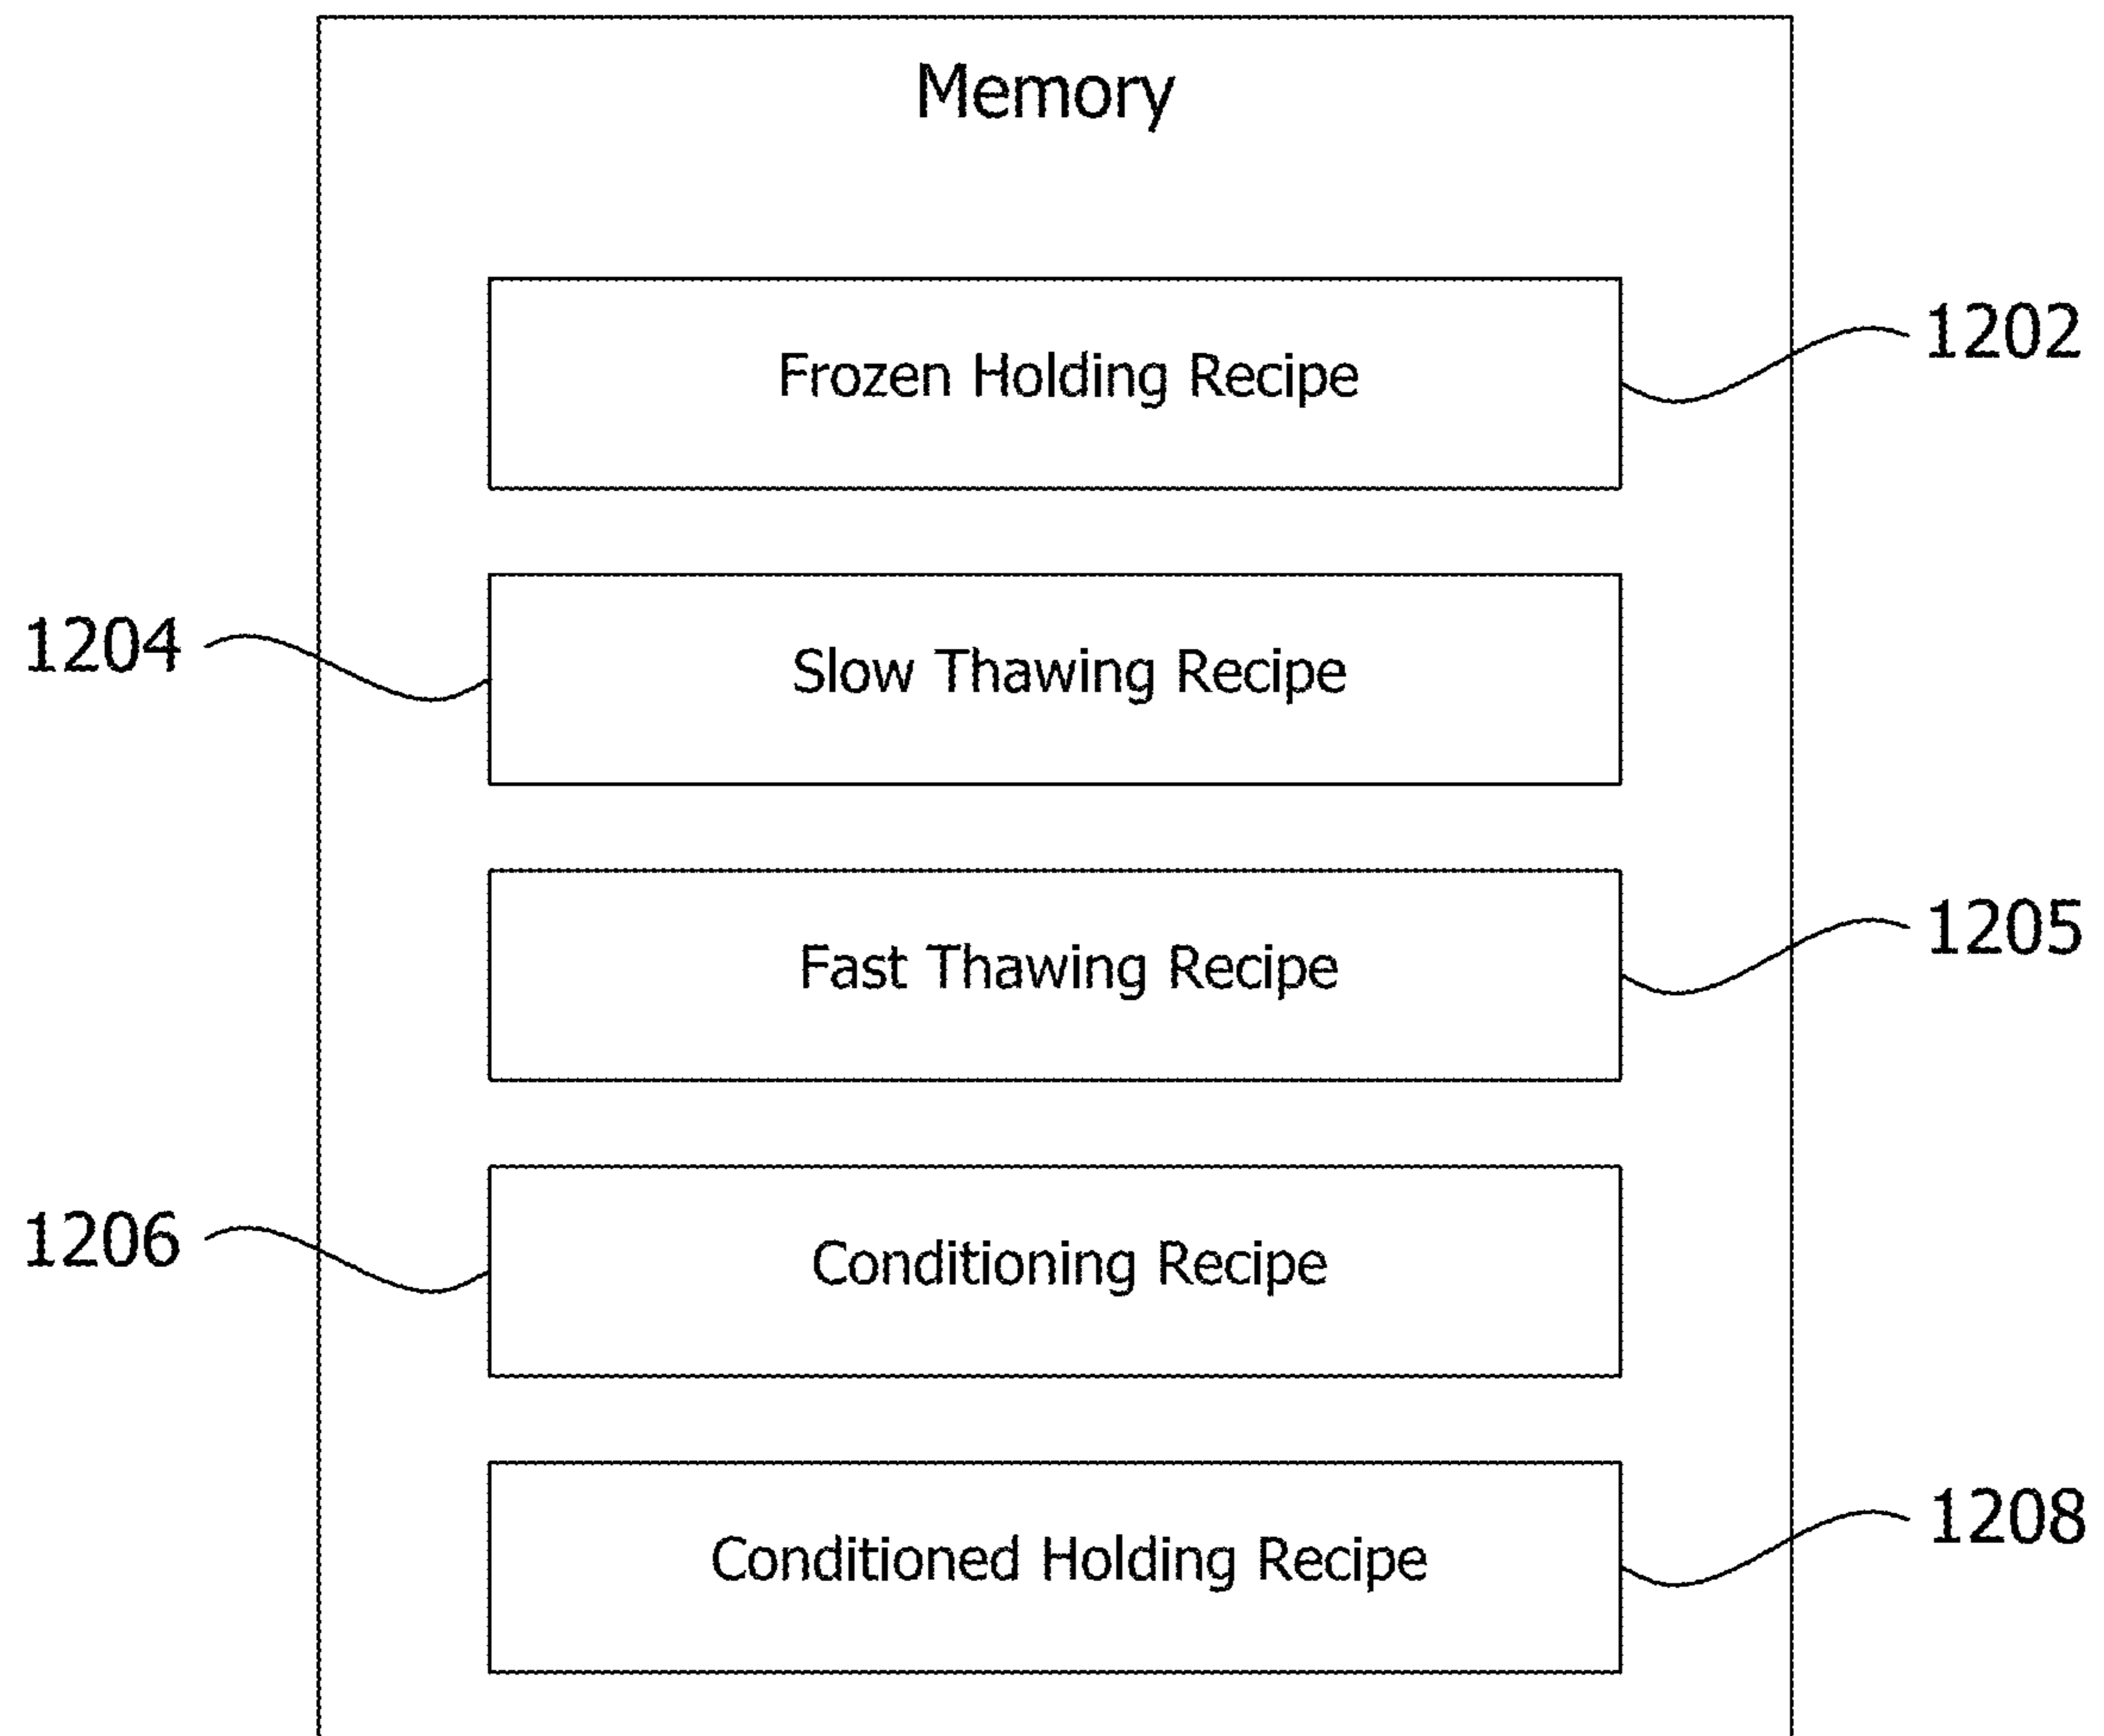 Memory
Frozen Holding Recipe
1202
1204
Slow Thawing Recipe
Fast Thawing Recipe
1205
1206
Conditioning Recipe
Conditioned Holding Recipe
1208